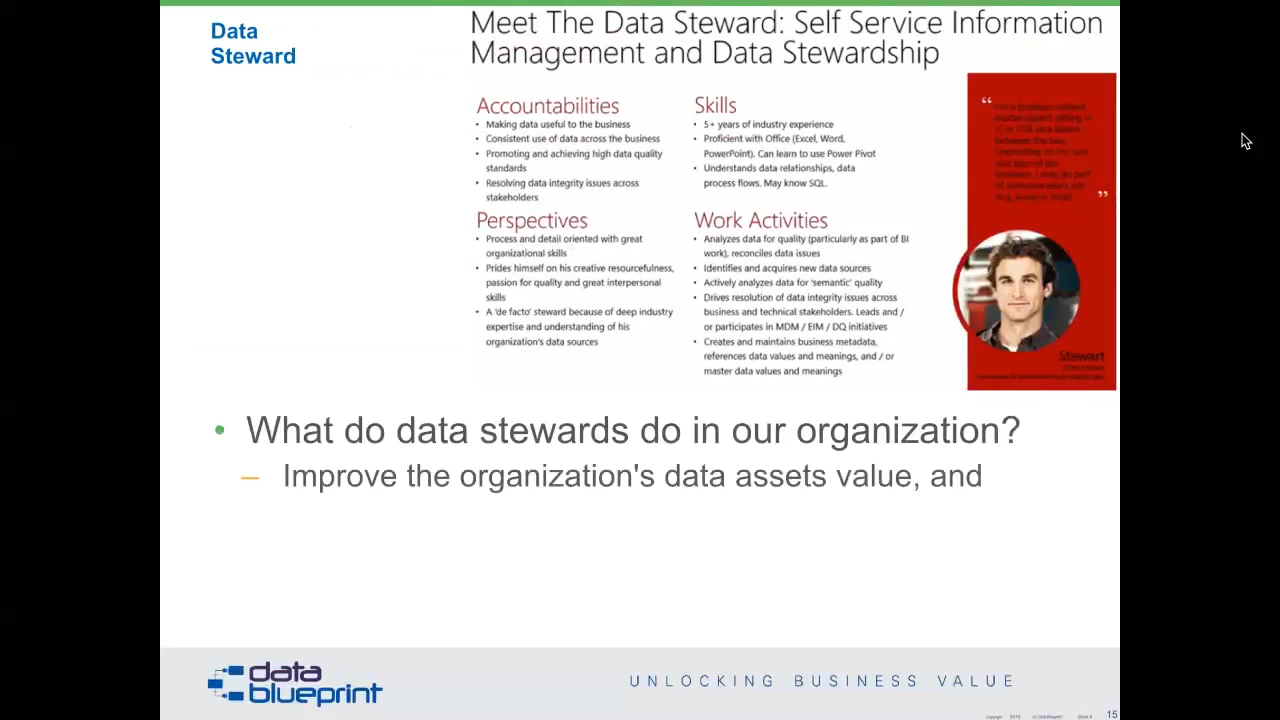 Data
Steward
Meet The Data Steward: Self Service Information
Management and Data Stewardship
Accountabilities
• Making data useful to the business
• Consistent use of data across the business
• Promoting and achieving high data quality
standards
• Resolving data integrity issues across
stakeholders
Skills
• 5+ years of industry experience
• Proficient with Office (Excel, Word,
PowerPoint). Can learn to use Power Pivot
• Understands data relationships, data
process flows. May know SQL.
Perspectives
• Process and detail oriented with great
organizational skills
• Prides himself on his creative resourcefulness,
passion for quality and great interpersonal
skills
• A 'de facto' steward because of deep industry
expertise and understanding of his
organization's data sources
Work Activities
• Analyzes data for quality (particularly as part of BI
work), reconciles data issues
• Identifies and acquires new data sources
• Actively analyzes data for 'semantic' quality
• Drives resolution of data integrity issues across
business and technical stakeholders. Leads and /
or participates in MDM / EIM / DQ initiatives
• Creates and maintains business metadata,
references data values and meanings, and / or
master data values and meanings
Stewart
• What do data stewards do in our organization?
– Improve the organization's data assets value, and
data
blueprint
UNLOCKING BUSINESS VALUE
15